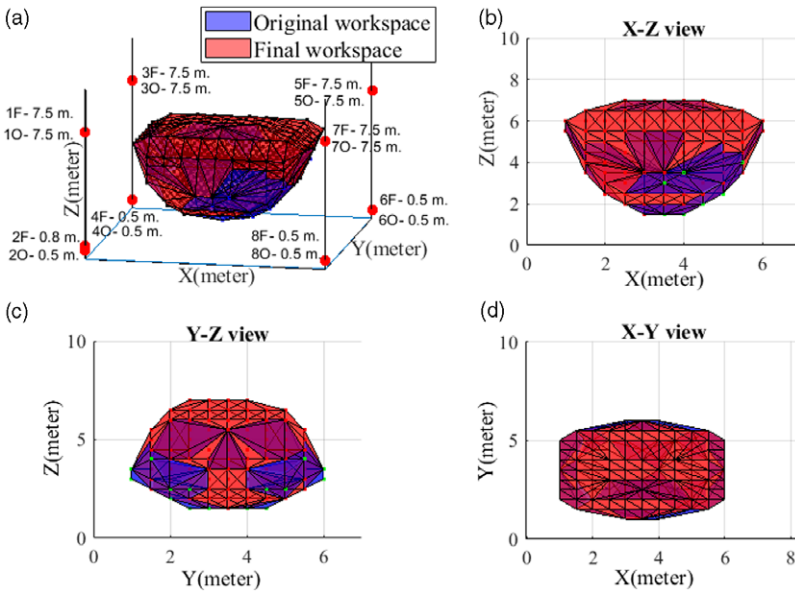 (a)
Original workspace
Final workspace
3F- 7.5 m.
3O- 7.5 m.
5F- 7.5 m.
5O- 7.5 m.
1F- 7.5 m.
1O- 7.5 m.
7F- 7.5 m.
7O- 7.5 m.
Z(meter)
4F- 0.5 m.
4O- 0.5 m.
6F- 0.5 m.
6O- 0.5 m.
2F- 0.8 m.
2O- 0.5 m.
8F- 0.5 m.
8O- 0.5 m.
X(meter)
Y(meter)
(b)
X-Z view
10
8
6
4
2
0
Z(meter)
0 2 4 6
X(meter)
(c)
Y-Z view
10
5
0
Z(meter)
0 2 4 6
Y(meter)
(d)
X-Y view
10
5
0
Y(meter)
0 2 4 6 8
X(meter)